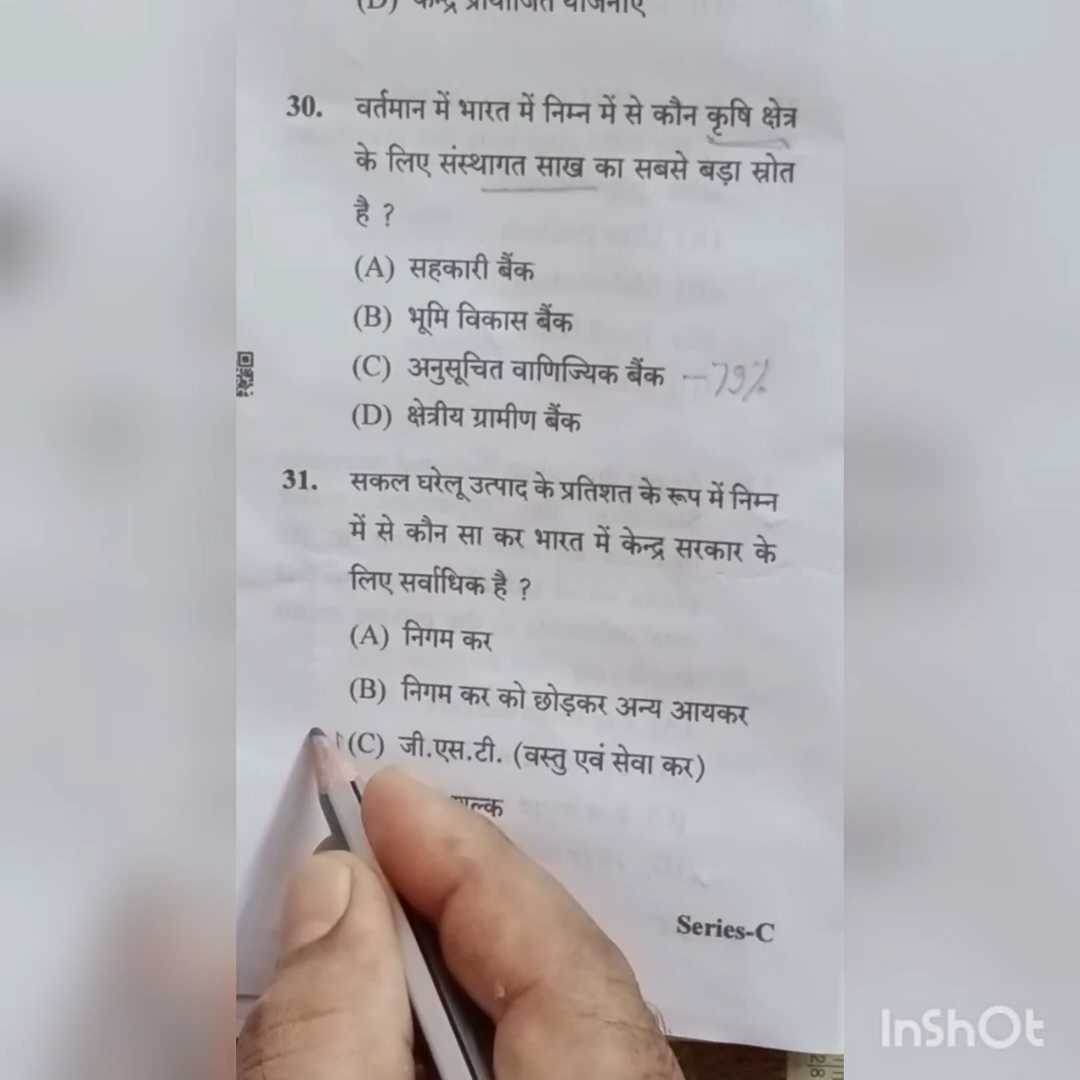 (D) केन्द्र प्रायोजित योजनाएँ
30. वर्तमान में भारत में निम्न में से कौन कृषि क्षेत्र
के लिए संस्थागत साख का सबसे बड़ा स्रोत
है ?
(A) सहकारी बैंक
(B) भूमि विकास बैंक
(C) अनुसूचित वाणिज्यिक बैंक -79%
(D) क्षेत्रीय ग्रामीण बैंक
31. सकल घरेलू उत्पाद के प्रतिशत के रूप में निम्न
में से कौन सा कर भारत में केन्द्र सरकार के
लिए सर्वाधिक है ?
(A) निगम कर
(B) निगम कर को छोड़कर अन्य आयकर
(C) जी.एस.टी. (वस्तु एवं सेवा कर)
Series-C
InShOt